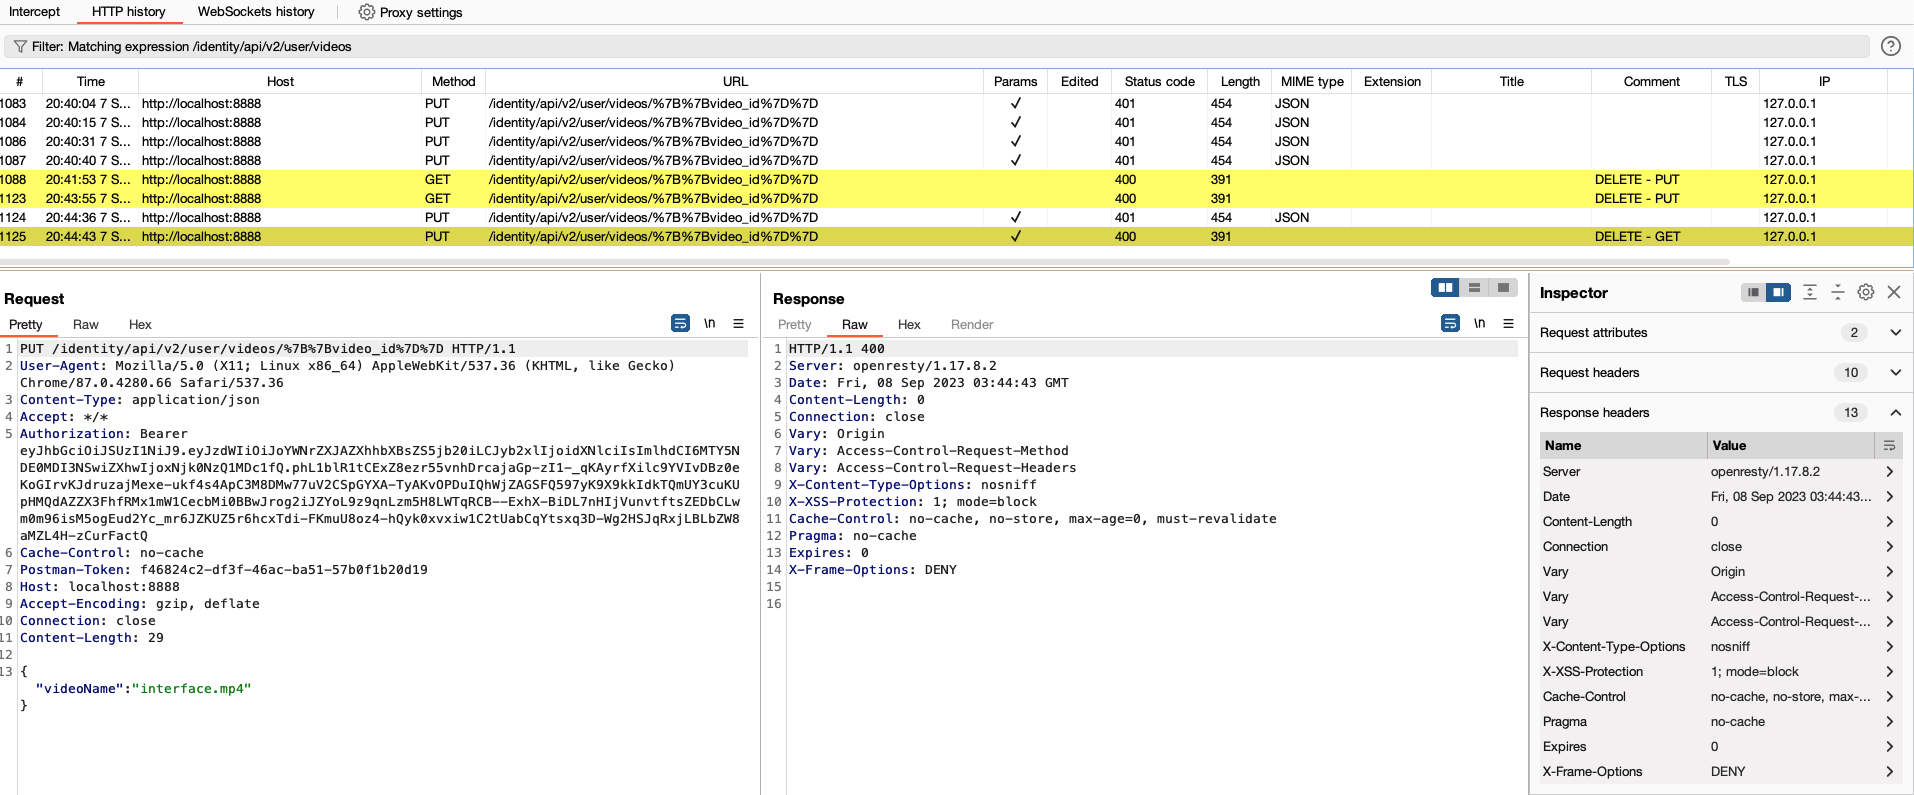 Intercept HTTP history WebSockets history Proxy settings
Filter: Matching expression /identity/api/v2/user/videos
# Time Host Method URL Params Edited Status code Length MIME type Extension Title Comment TLS IP
1083 20:40:04 7 S... http://localhost:8888 PUT /identity/api/v2/user/videos/%7B%7Bvideo_id%7D%7D ✓ 401 454 JSON 127.0.0.1
1084 20:40:15 7 S... http://localhost:8888 PUT /identity/api/v2/user/videos/%7B%7Bvideo_id%7D%7D ✓ 401 454 JSON 127.0.0.1
1086 20:40:31 7 S... http://localhost:8888 PUT /identity/api/v2/user/videos/%7B%7Bvideo_id%7D%7D ✓ 401 454 JSON 127.0.0.1
1087 20:40:40 7 S... http://localhost:8888 PUT /identity/api/v2/user/videos/%7B%7Bvideo_id%7D%7D ✓ 401 454 JSON 127.0.0.1
1088 20:41:53 7 S... http://localhost:8888 GET /identity/api/v2/user/videos/%7B%7Bvideo_id%7D%7D 400 391 DELETE - PUT 127.0.0.1
1123 20:43:55 7 S... http://localhost:8888 GET /identity/api/v2/user/videos/%7B%7Bvideo_id%7D%7D 400 391 DELETE - PUT 127.0.0.1
1124 20:44:36 7 S... http://localhost:8888 PUT /identity/api/v2/user/videos/%7B%7Bvideo_id%7D%7D ✓ 401 454 JSON 127.0.0.1
1125 20:44:43 7 S... http://localhost:8888 PUT /identity/api/v2/user/videos/%7B%7Bvideo_id%7D%7D ✓ 400 391 DELETE - GET 127.0.0.1
Request
Pretty Raw Hex \n
1 PUT /identity/api/v2/user/videos/%7B%7Bvideo_id%7D%7D HTTP/1.1
2 User-Agent: Mozilla/5.0 (X11; Linux x86_64) AppleWebKit/537.36 (KHTML, like Gecko)
Chrome/87.0.4280.66 Safari/537.36
3 Content-Type: application/json
4 Accept: */*
5 Authorization: Bearer
eyJhbGciOiJSUzI1NiJ9.eyJzdWIiOiJoYWNrZXJAZXhhbXBsZS5jb20iLCJyb2xlIjoidXNlciIsImlhdCI6MTY5N
DE0MDI3NSwiZXhwIjoxNjk0NzQ1MDc1fQ.phL1blR1tCExZ8ezr55vnhDrcajaGp-zI1-_qKAyrfXilc9YVIvDBz0e
KoGIrvKJdruzajMexe-ukf4s4ApC3M8DMw77uV2CSpGYXA-TyAKvOPDuIQhWjZAGSFQ597yK9X9kkIdkTQmUY3cuKU
pHMQdAZZX3FhfRMx1mW1CecbMi0BBwJrog2iJZYoL9z9qnLzm5H8LWTqRCB--ExhX-BiDL7nHIjVunvtftsZEDbCLw
m0m96isM5ogEud2Yc_mr6JZKUZ5r6hcxTdi-FKmuU8oz4-hQyk0xvxiw1C2tUabCqYtsxq3D-Wg2HSJqRxjLBLbZW8
aMZL4H-zCurFactQ
6 Cache-Control: no-cache
7 Postman-Token: f46824c2-df3f-46ac-ba51-57b0f1b20d19
8 Host: localhost:8888
9 Accept-Encoding: gzip, deflate
10 Connection: close
11 Content-Length: 29
12
13 {
"videoName":"interface.mp4"
}
Response
Pretty Raw Hex Render \n
1 HTTP/1.1 400
2 Server: openresty/1.17.8.2
3 Date: Fri, 08 Sep 2023 03:44:43 GMT
4 Content-Length: 0
5 Connection: close
6 Vary: Origin
7 Vary: Access-Control-Request-Method
8 Vary: Access-Control-Request-Headers
9 X-Content-Type-Options: nosniff
10 X-XSS-Protection: 1; mode=block
11 Cache-Control: no-cache, no-store, max-age=0, must-revalidate
12 Pragma: no-cache
13 Expires: 0
14 X-Frame-Options: DENY
15
16
Inspector
Request attributes 2
Request headers 10
Response headers 13
Name Value
Server openresty/1.17.8.2
Date Fri, 08 Sep 2023 03:44:43...
Content-Length 0
Connection close
Vary Origin
Vary Access-Control-Request-...
Vary Access-Control-Request-...
X-Content-Type-Options nosniff
X-XSS-Protection 1; mode=block
Cache-Control no-cache, no-store, max-...
Pragma no-cache
Expires 0
X-Frame-Options DENY